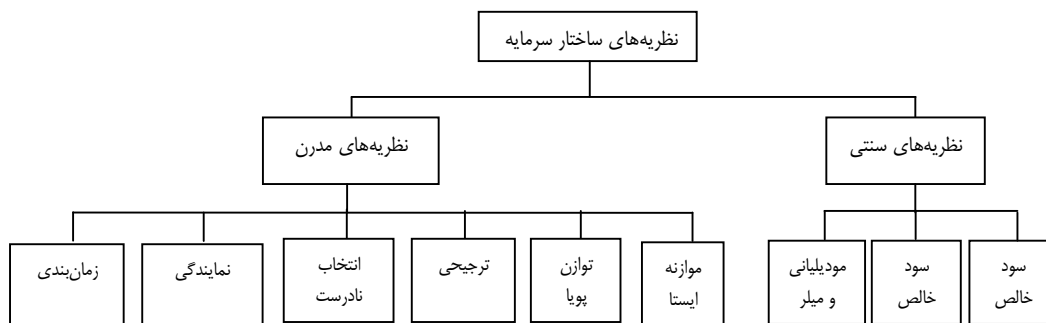 نظریه‌های ساختار سرمایه
نظریه‌های سنتی
نظریه‌های مدرن
سود
خالص
سود
خالص
مودیلیانی
و میلر
موازنه
ایستا
توازن
پویا
ترجیحی
انتخاب
نادرست
نمایندگی
زمان‌بندی